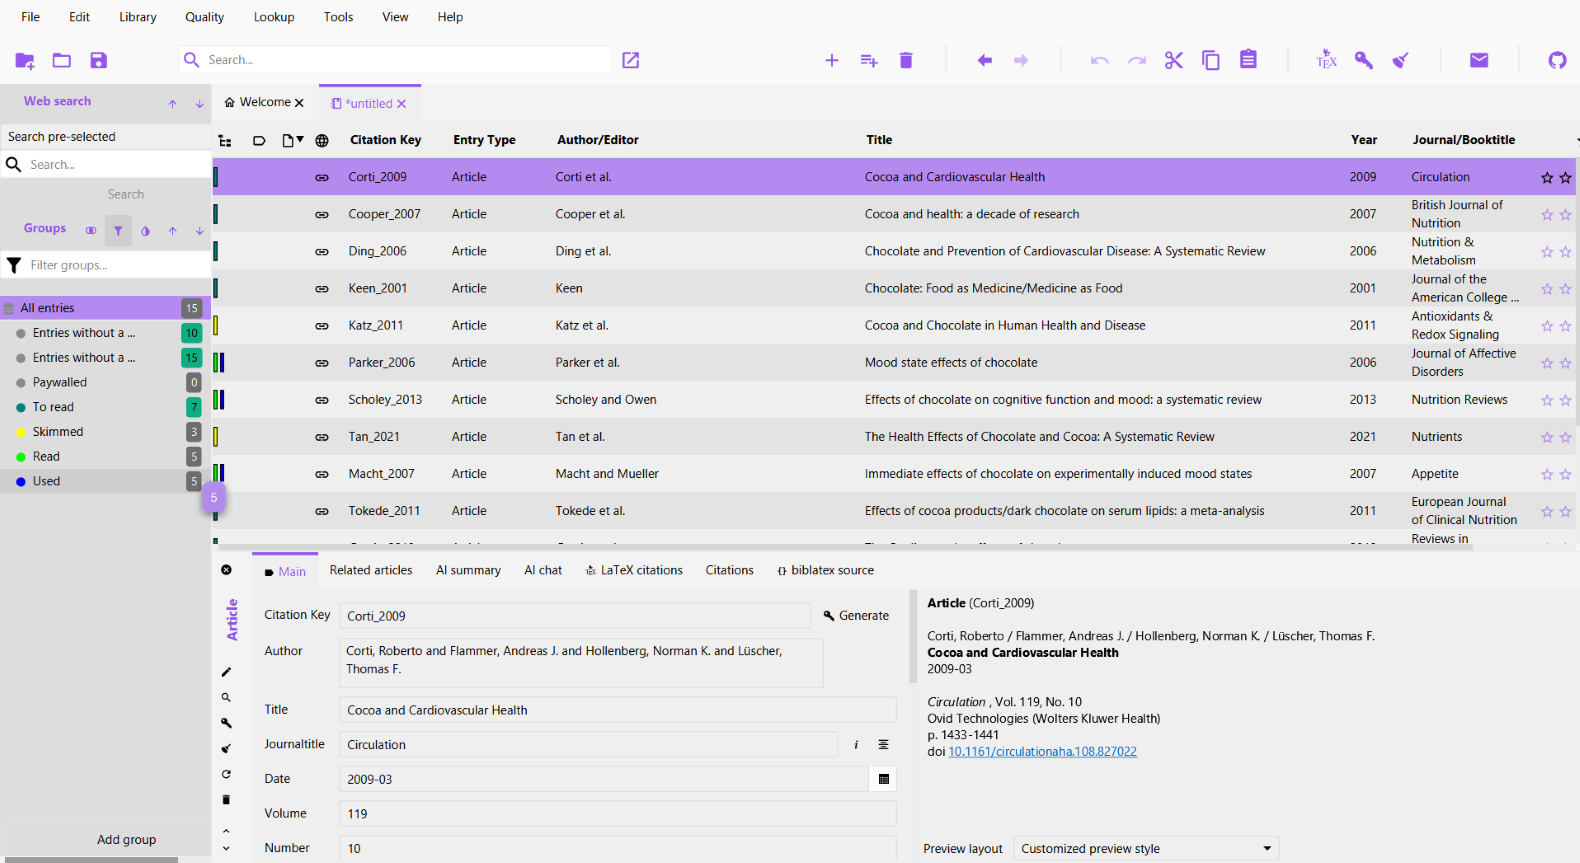 File Edit Library Quality Lookup Tools View Help
Search...
TEX
Web search
Welcome *untitled
Search pre-selected
Search...
Search
Groups
Filter groups...
All entries 15
Entries without a ... 10
Entries without a ... 15
Paywalled 0
To read 7
Skimmed 3
Read 5
Used 5
5
Add group
Citation Key Entry Type Author/Editor Title Year Journal/Booktitle
Corti_2009 Article Corti et al. Cocoa and Cardiovascular Health 2009 Circulation
Cooper_2007 Article Cooper et al. Cocoa and health: a decade of research 2007 British Journal of
Nutrition
Ding_2006 Article Ding et al. Chocolate and Prevention of Cardiovascular Disease: A Systematic Review 2006 Nutrition &
Metabolism
Keen_2001 Article Keen Chocolate: Food as Medicine/Medicine as Food 2001 Journal of the
American College ...
Katz_2011 Article Katz et al. Cocoa and Chocolate in Human Health and Disease 2011 Antioxidants &
Redox Signaling
Parker_2006 Article Parker et al. Mood state effects of chocolate 2006 Journal of Affective
Disorders
Scholey_2013 Article Scholey and Owen Effects of chocolate on cognitive function and mood: a systematic review 2013 Nutrition Reviews
Tan_2021 Article Tan et al. The Health Effects of Chocolate and Cocoa: A Systematic Review 2021 Nutrients
Macht_2007 Article Macht and Mueller Immediate effects of chocolate on experimentally induced mood states 2007 Appetite
Tokede_2011 Article Tokede et al. Effects of cocoa products/dark chocolate on serum lipids: a meta-analysis 2011 European Journal
of Clinical Nutrition
Reviews in
Main Related articles AI summary AI chat LaTeX citations Citations {} biblatex source
Article
Citation Key Corti_2009 Generate
Author Corti, Roberto and Flammer, Andreas J. and Hollenberg, Norman K. and Lüscher,
Thomas F.
Title Cocoa and Cardiovascular Health
Journaltitle Circulation i
Date 2009-03
Volume 119
Number 10
Article (Corti_2009)
Corti, Roberto / Flammer, Andreas J. / Hollenberg, Norman K. / Lüscher, Thomas F.
Cocoa and Cardiovascular Health
2009-03
Circulation , Vol. 119, No. 10
Ovid Technologies (Wolters Kluwer Health)
p. 1433-1441
doi 10.1161/circulationaha.108.827022
Preview layout Customized preview style